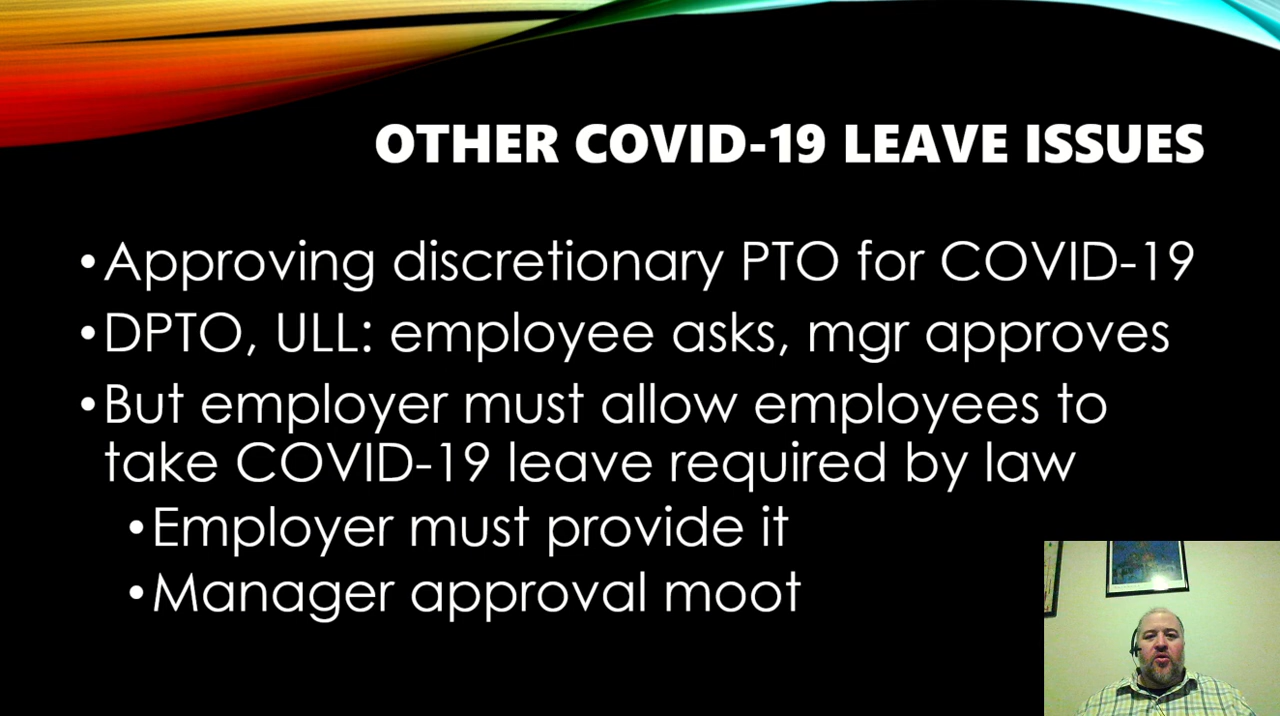 OTHER COVID-19 LEAVE ISSUES
•Approving discretionary PTO for COVID-19
•DPTO, ULL: employee asks, mgr approves
•But employer must allow employees to
take COVID-19 leave required by law
•Employer must provide it
•Manager approval moot